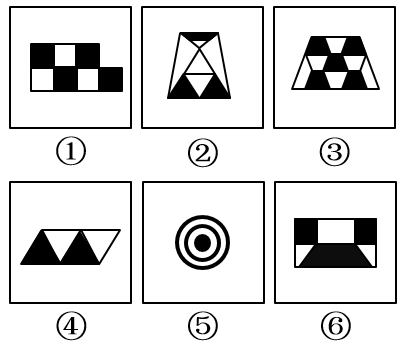 ① ② ③
④ ⑤ ⑥